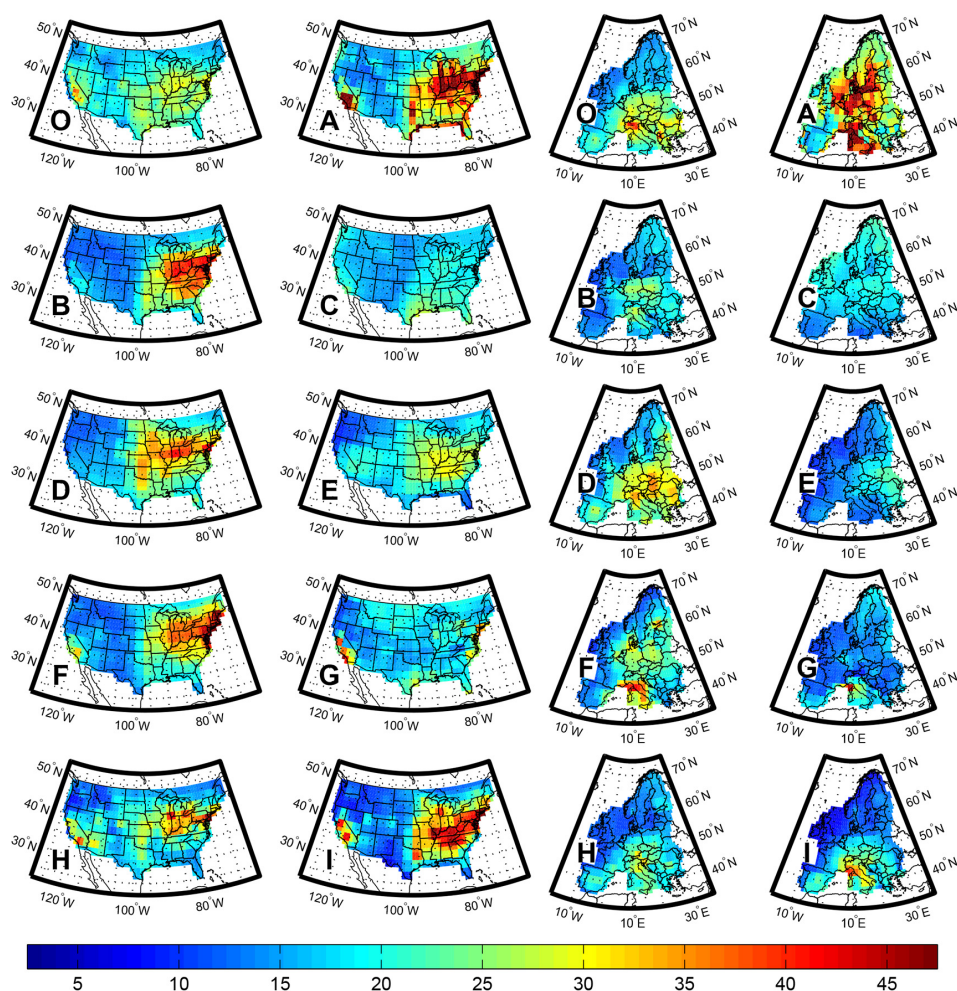 50°N 40°N 30°N O 120°W 100°W 80°W
50°N 40°N 30°N A 120°W 100°W 80°W
O 70°N 60°N 50°N 40°N 10°W 10°E 30°E
A 70°N 60°N 50°N 40°N 10°W 10°E 30°E
50°N 40°N 30°N B 120°W 100°W 80°W
50°N 40°N 30°N C 120°W 100°W 80°W
B 70°N 60°N 50°N 40°N 10°W 10°E 30°E
C 70°N 60°N 50°N 40°N 10°W 10°E 30°E
50°N 40°N 30°N D 120°W 100°W 80°W
50°N 40°N 30°N E 120°W 100°W 80°W
D 70°N 60°N 50°N 40°N 10°W 10°E 30°E
E 70°N 60°N 50°N 40°N 10°W 10°E 30°E
50°N 40°N 30°N F 120°W 100°W 80°W
50°N 40°N 30°N G 120°W 100°W 80°W
F 70°N 60°N 50°N 40°N 10°W 10°E 30°E
G 70°N 60°N 50°N 40°N 10°W 10°E 30°E
50°N 40°N 30°N H 120°W 100°W 80°W
50°N 40°N 30°N I 120°W 100°W 80°W
H 70°N 60°N 50°N 40°N 10°W 10°E 30°E
I 70°N 60°N 50°N 40°N 10°W 10°E 30°E
5 10 15 20 25 30 35 40 45